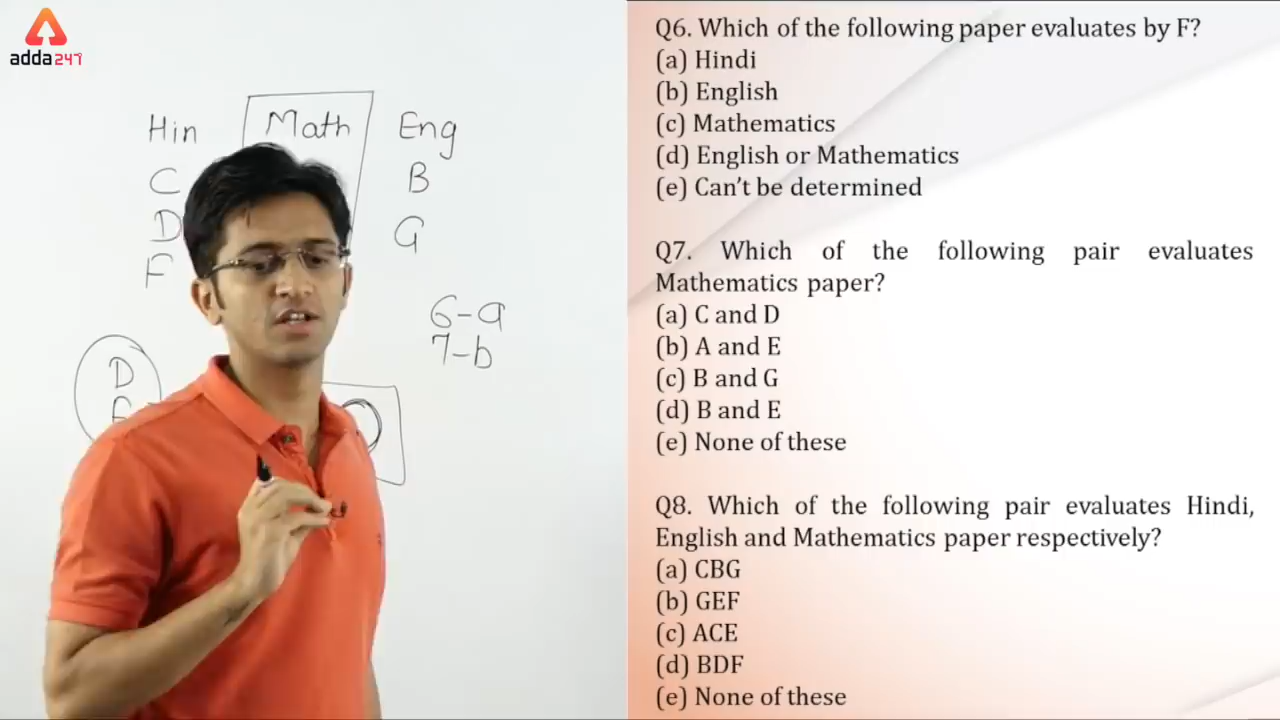 adda247
Hin Math Eng
C B
D G
F
6-a
7-b
D
Q6. Which of the following paper evaluates by F?
(a) Hindi
(b) English
(c) Mathematics
(d) English or Mathematics
(e) Can't be determined
Q7. Which of the following pair evaluates
Mathematics paper?
(a) C and D
(b) A and E
(c) B and G
(d) B and E
(e) None of these
Q8. Which of the following pair evaluates Hindi,
English and Mathematics paper respectively?
(a) CBG
(b) GEF
(c) ACE
(d) BDF
(e) None of these